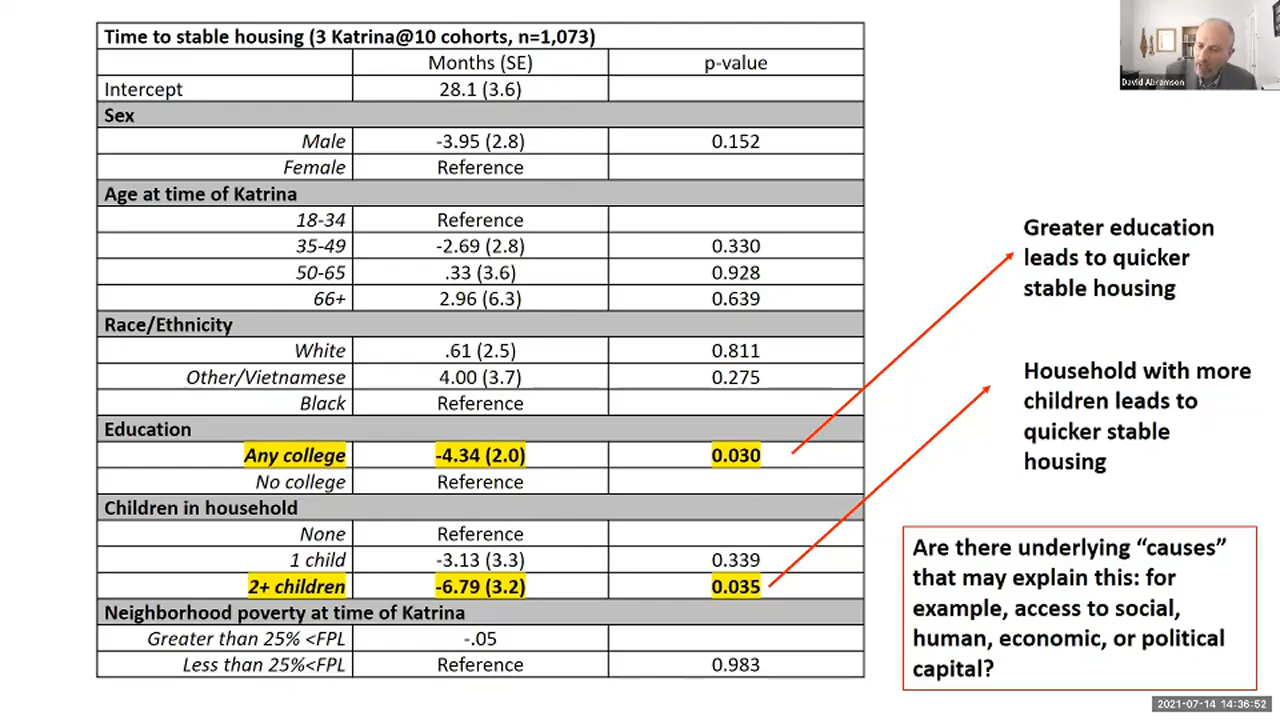 Time to stable housing (3 Katrina@10 cohorts, n=1,073)
Months (SE) p-value
Intercept 28.1 (3.6)
Sex
Male -3.95 (2.8) 0.152
Female Reference
Age at time of Katrina
18-34 Reference
35-49 -2.69 (2.8) 0.330
50-65 .33 (3.6) 0.928
66+ 2.96 (6.3) 0.639
Race/Ethnicity
White .61 (2.5) 0.811
Other/Vietnamese 4.00 (3.7) 0.275
Black Reference
Education
Any college -4.34 (2.0) 0.030
No college Reference
Children in household
None Reference
1 child -3.13 (3.3) 0.339
2+ children -6.79 (3.2) 0.035
Neighborhood poverty at time of Katrina
Greater than 25% <FPL -.05
Less than 25%<FPL Reference 0.983
David Abramson
Greater education
leads to quicker
stable housing
Household with more
children leads to
quicker stable
housing
Are there underlying “causes”
that may explain this: for
example, access to social,
human, economic, or political
capital?
2021-07-14 14:36:52